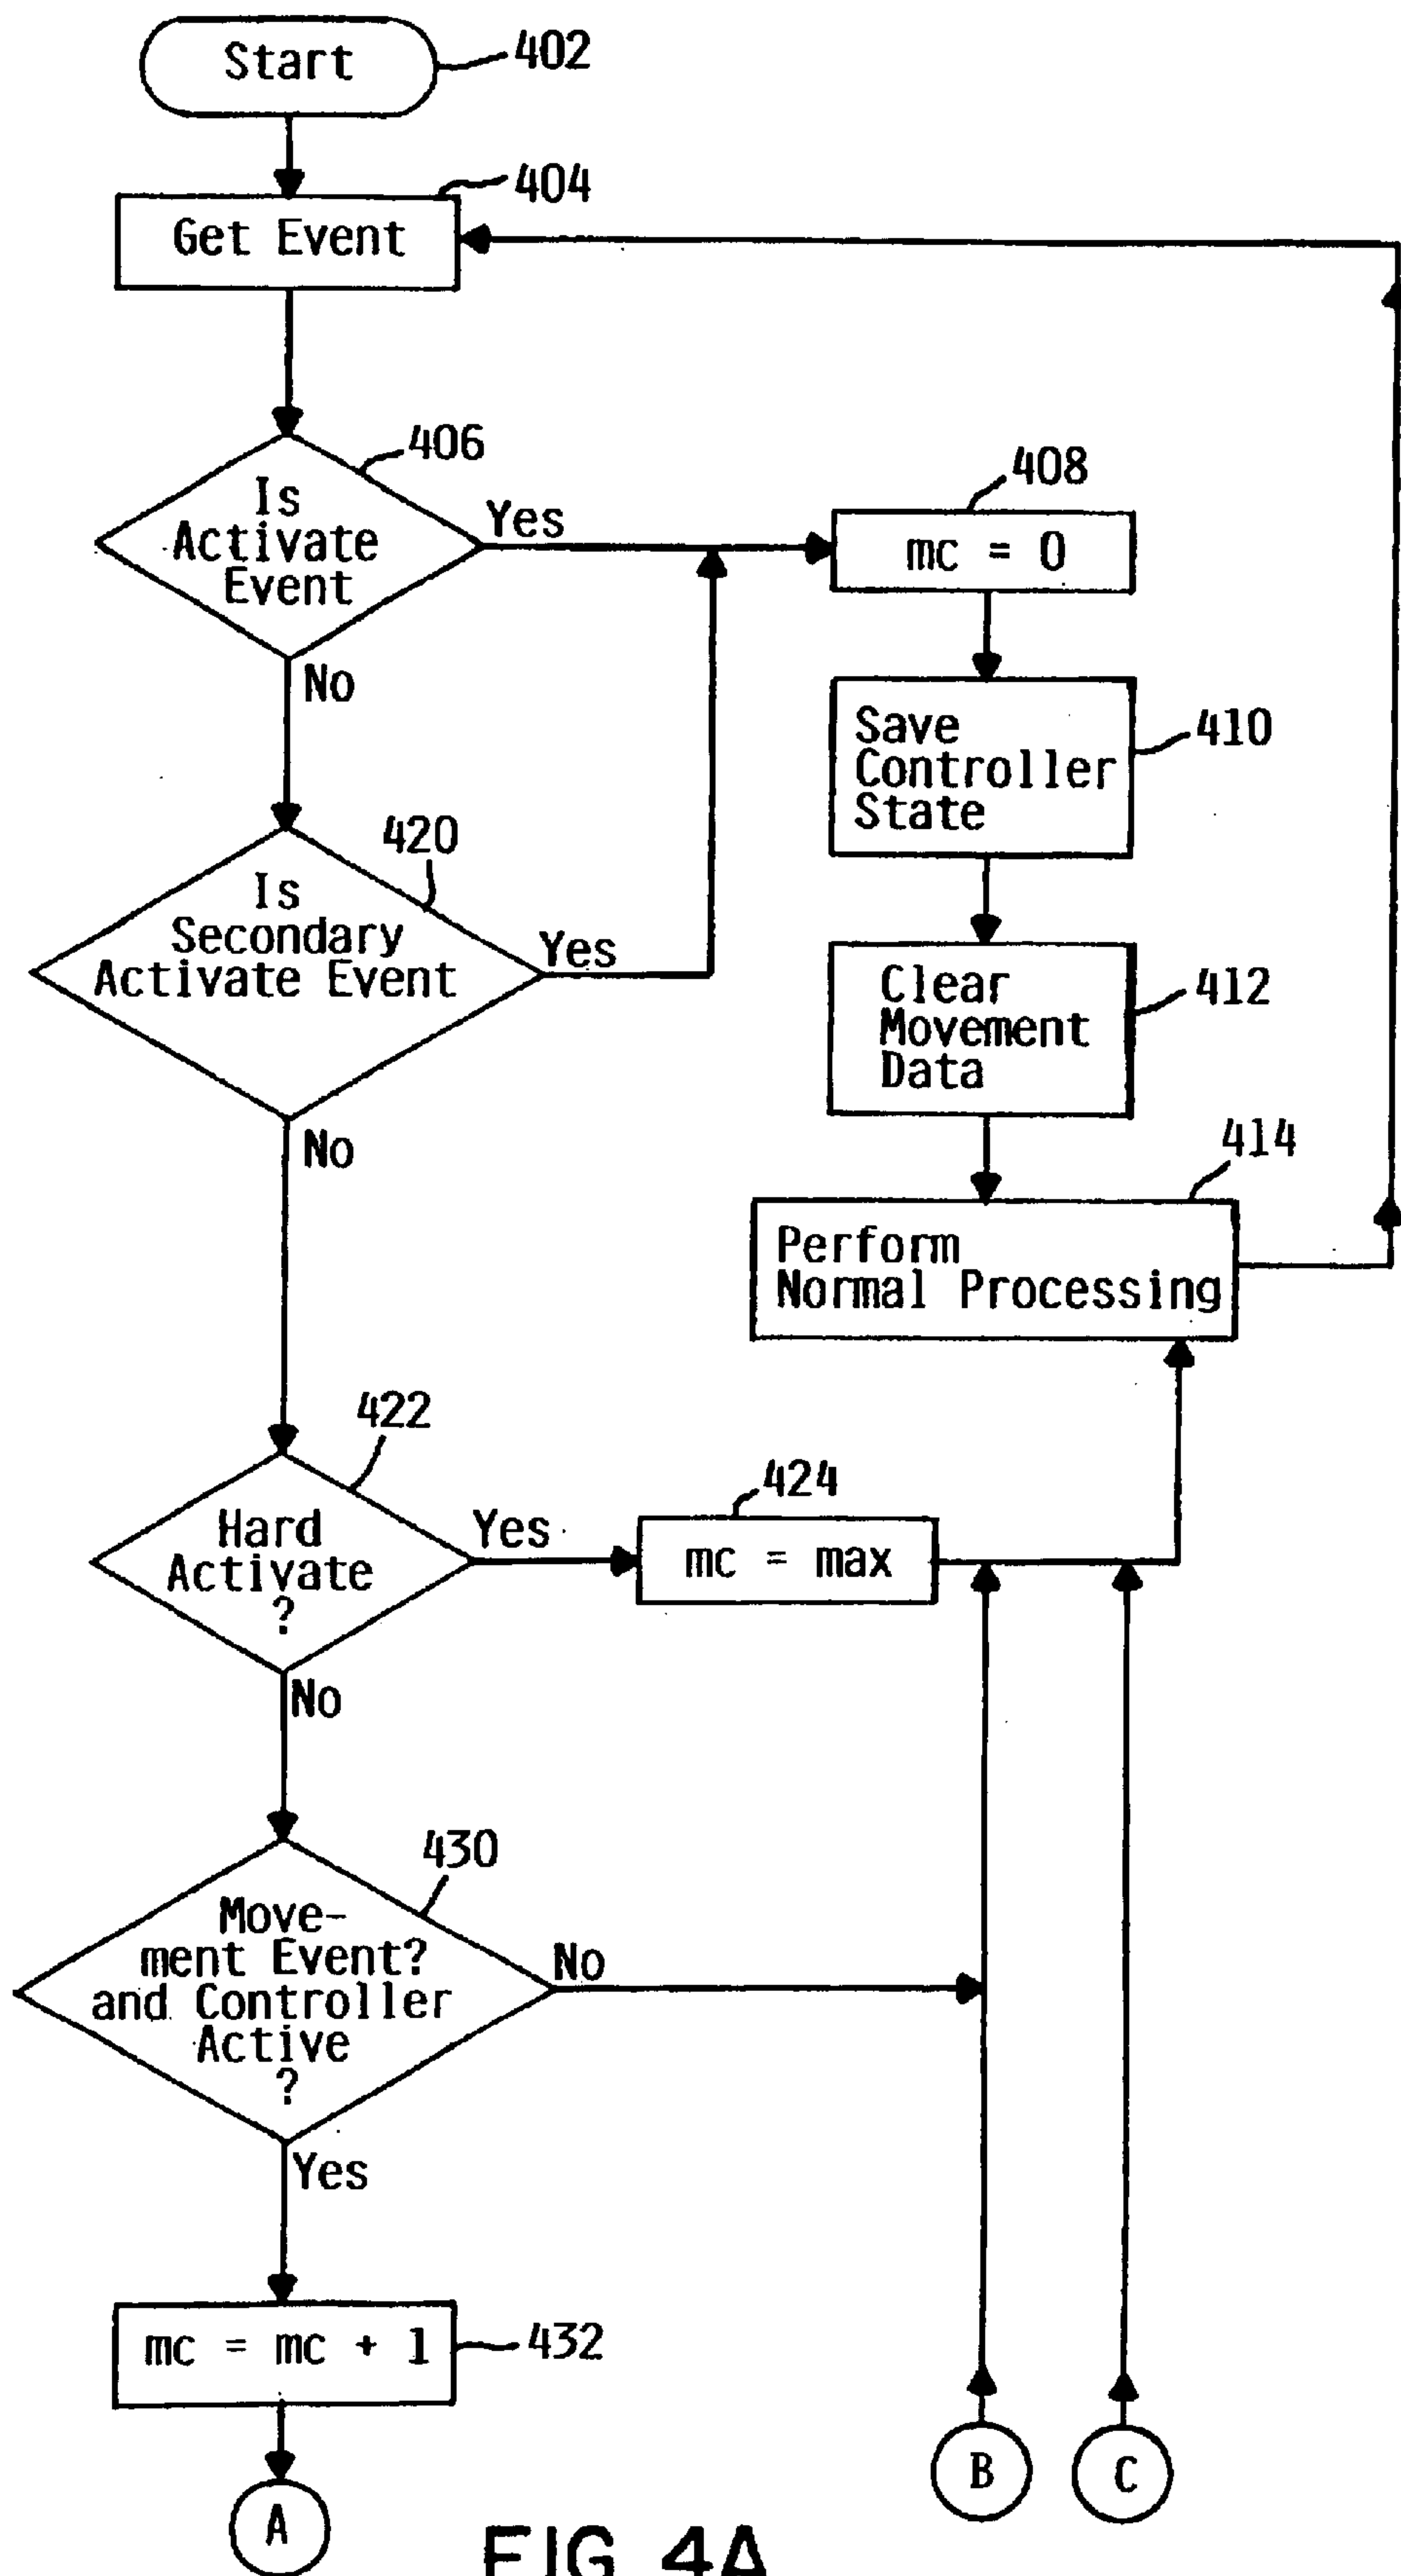 Start
402
404
Get Event
406
Is
Activate
Event
Yes
No
408
mc = 0
Save
Controller
State
410
420
Is
Secondary
Activate Event
Yes
No
Clear
Movement
Data
412
414
Perform
Normal Processing
422
Hard
Activate
?
Yes
No
424
mc = max
430
Move-
ment Event?
and Controller
Active
?
No
Yes
mc = mc + 1
432
A
B
C
FIG. 4A